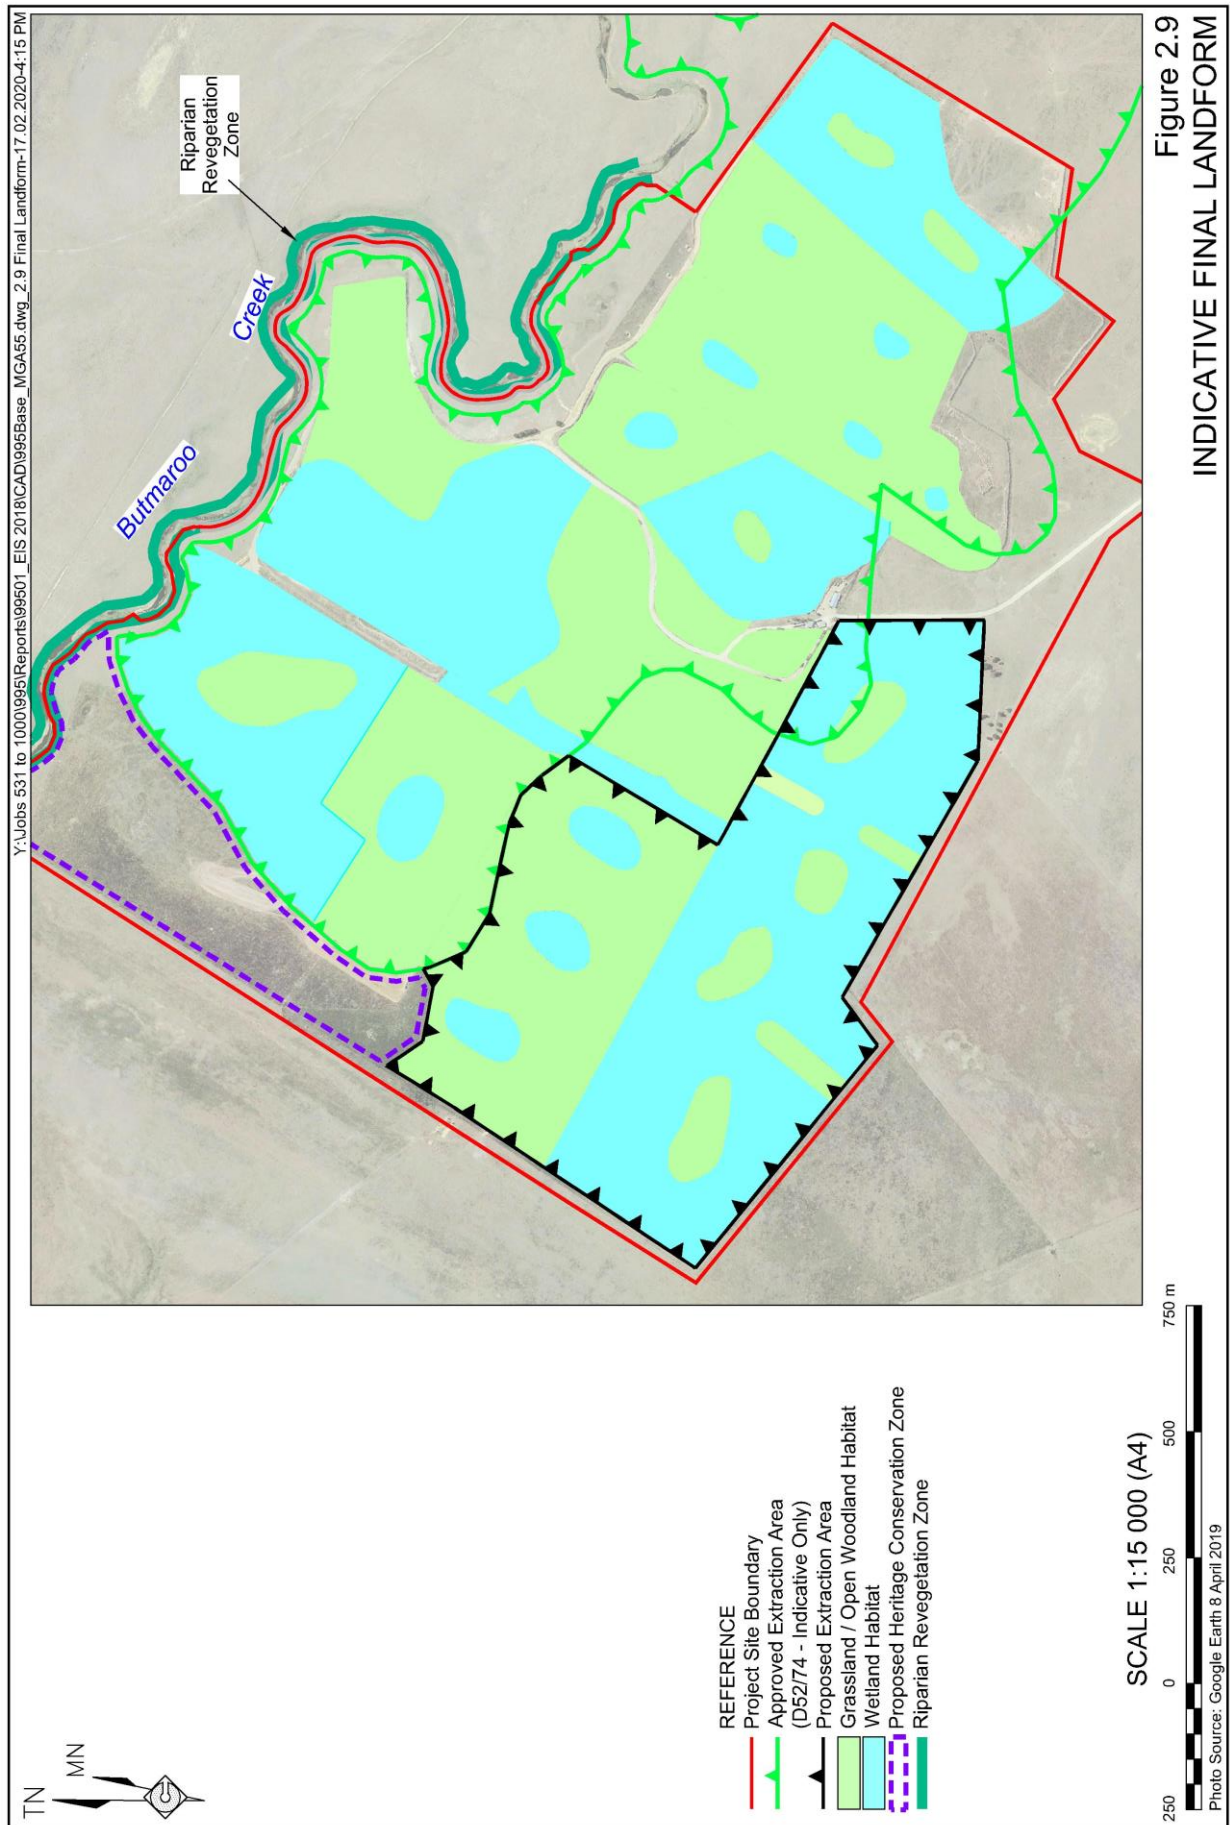 Y:\Jobs 531 to 1000\995\Reports\99501_EIS 2018\CAD\995Base_MGA55.dwg_2.9 Final Landform-17.02.2020-4:15 PM
TN
MN
Butmaroo
Creek
Riparian
Revegetation
Zone
REFERENCE
Project Site Boundary
Approved Extraction Area
(D52/74 - Indicative Only)
Proposed Extraction Area
Grassland / Open Woodland Habitat
Wetland Habitat
Proposed Heritage Conservation Zone
Riparian Revegetation Zone
SCALE 1:15 000 (A4)
250 0 250 500 750 m
Photo Source: Google Earth 8 April 2019
Figure 2.9
INDICATIVE FINAL LANDFORM